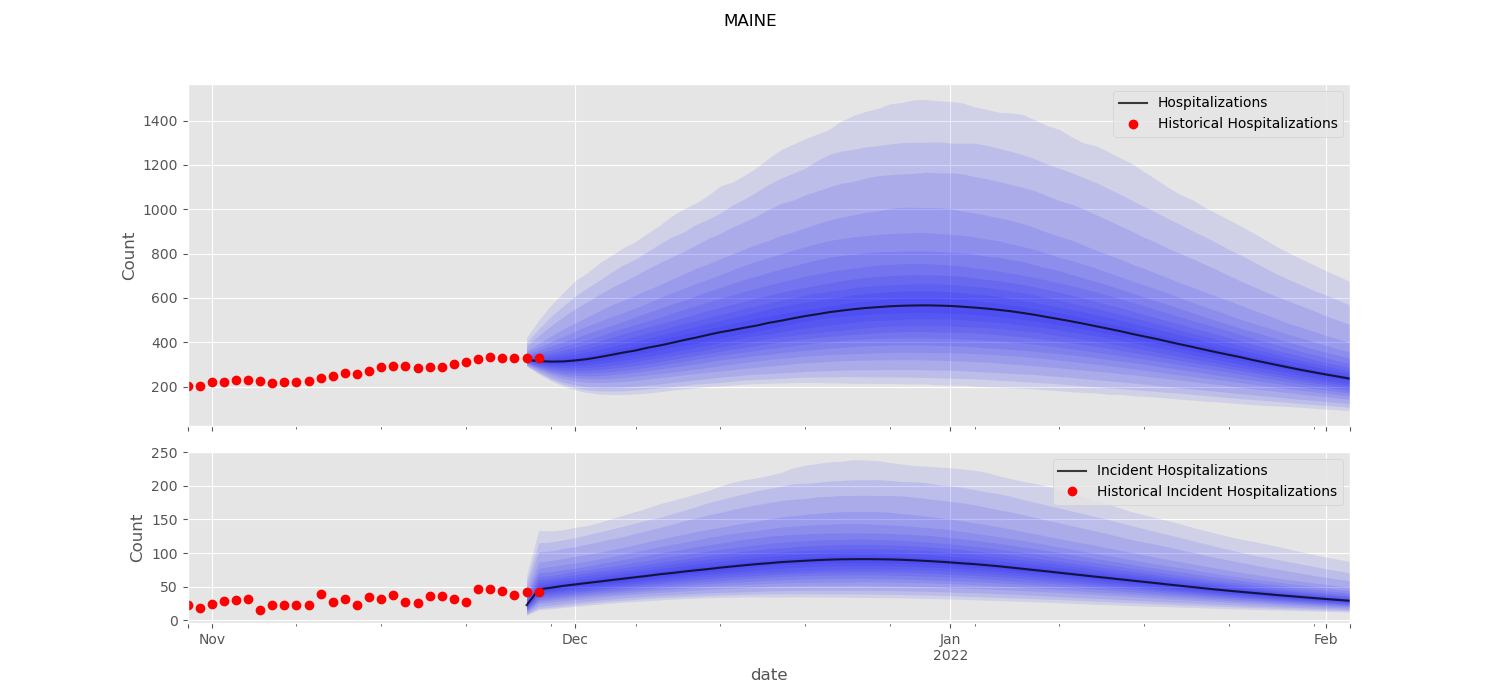 MAINE
Hospitalizations
Historical Hospitalizations
1400
1200
1000
800
600
400
200
Count
Incident Hospitalizations
Historical Incident Hospitalizations
250
200
150
100
50
0
Count
Nov
Dec
Jan
2022
Feb
date